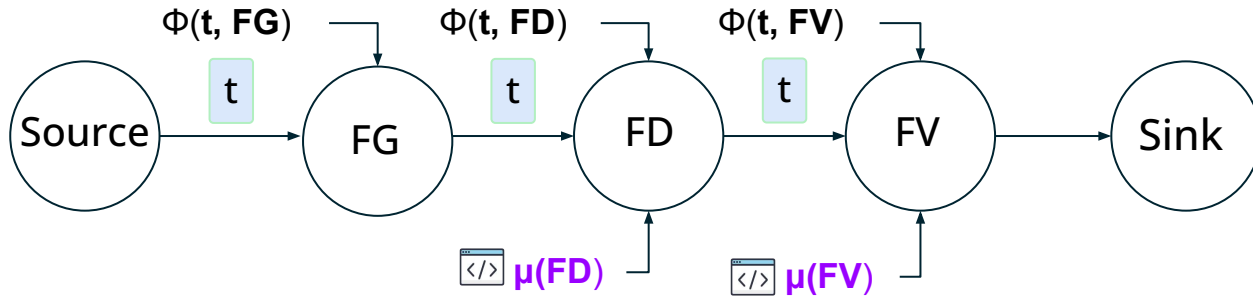 Φ(t, FG)
Φ(t, FD)
Φ(t, FV)
t
t
t
Source
FG
FD
FV
Sink
</> μ(FD)
</> μ(FV)